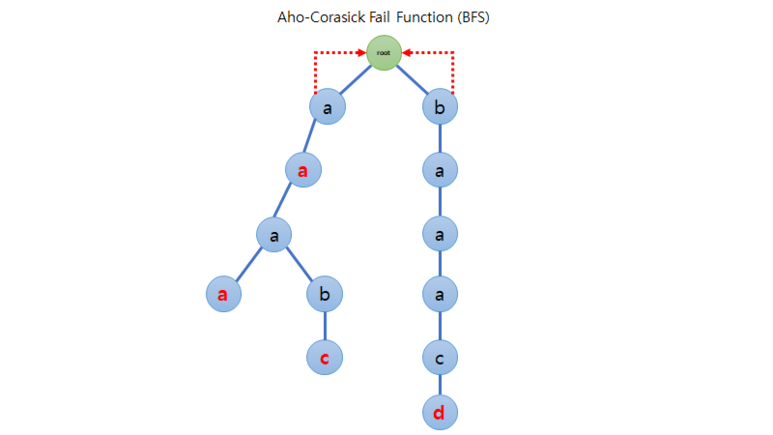 Aho-Corasick Fail Function (BFS)
root
a b
a a
a a
a b a
c c
d